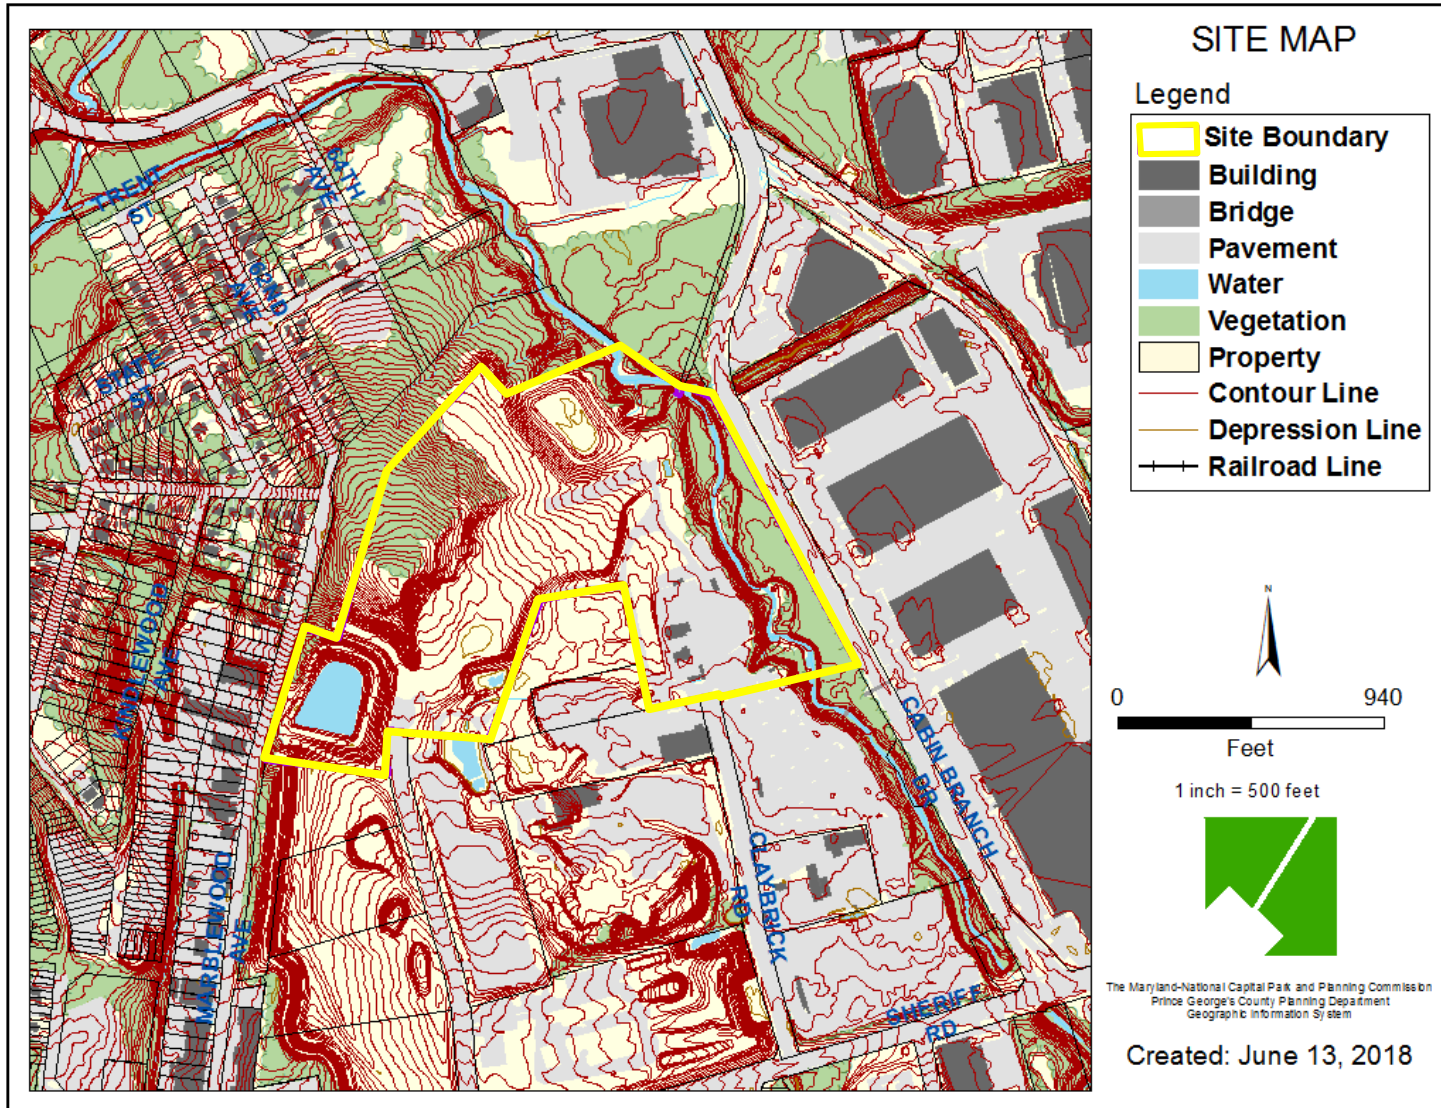 SITE MAP
Legend
Site Boundary
Building
Bridge
Pavement
Water
Vegetation
Property
Contour Line
Depression Line
Railroad Line
TRENT
ST
64TH
AVE
62ND
AVE
STATE
ST
KINDLEWOOD
AVE
MARBLEWOOD
AVE
CABIN BRANCH
DR
CLAYBRICK
RD
SHERIFF
RD
N
0 940
Feet
1 inch = 500 feet
The Maryland-National Capital Park and Planning Commission
Prince George's County Planning Department
Geographic Information System
Created: June 13, 2018